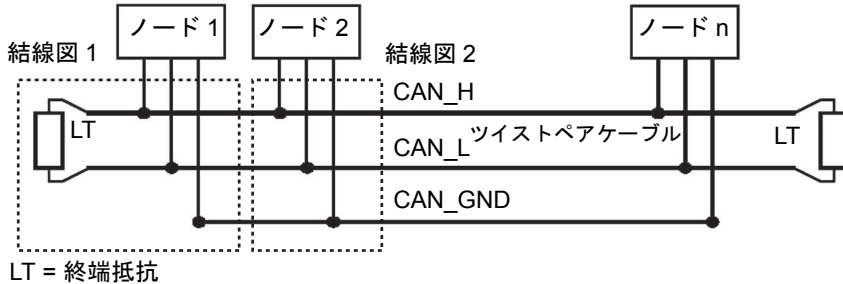 ノード 1
ノード 2
ノード n
結線図 1
結線図 2
CAN_H
LT
ツイストペアケーブル
LT
CAN_L
CAN_GND
LT = 終端抵抗